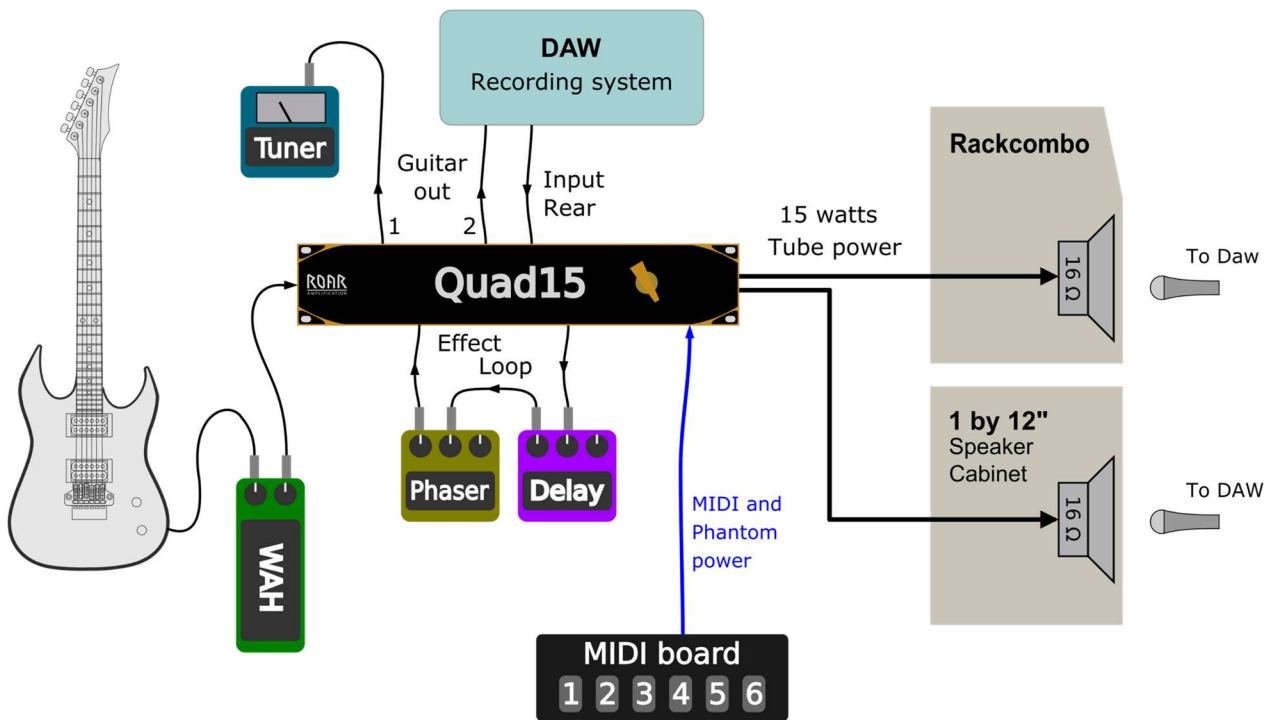 DAW
Recording system
Tuner
Guitar
out
1
2
Input
Rear
15 watts
Tube power
Rackcombo
16 Ω
To Daw
ROAR
AMPLIFICATION
Quad15
Effect
Loop
Phaser
Delay
WAH
MIDI and
Phantom
power
1 by 12"
Speaker
Cabinet
16 Ω
To DAW
MIDI board
1 2 3 4 5 6